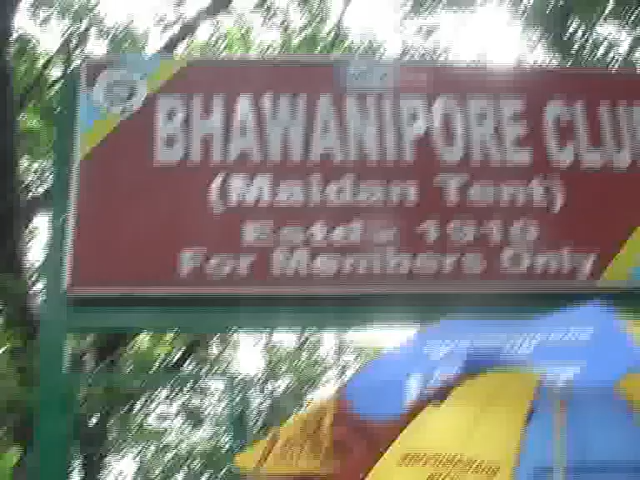 BHAWANIPORE CLU
(Maidan Tent)
Estd. 1910
For Members Only